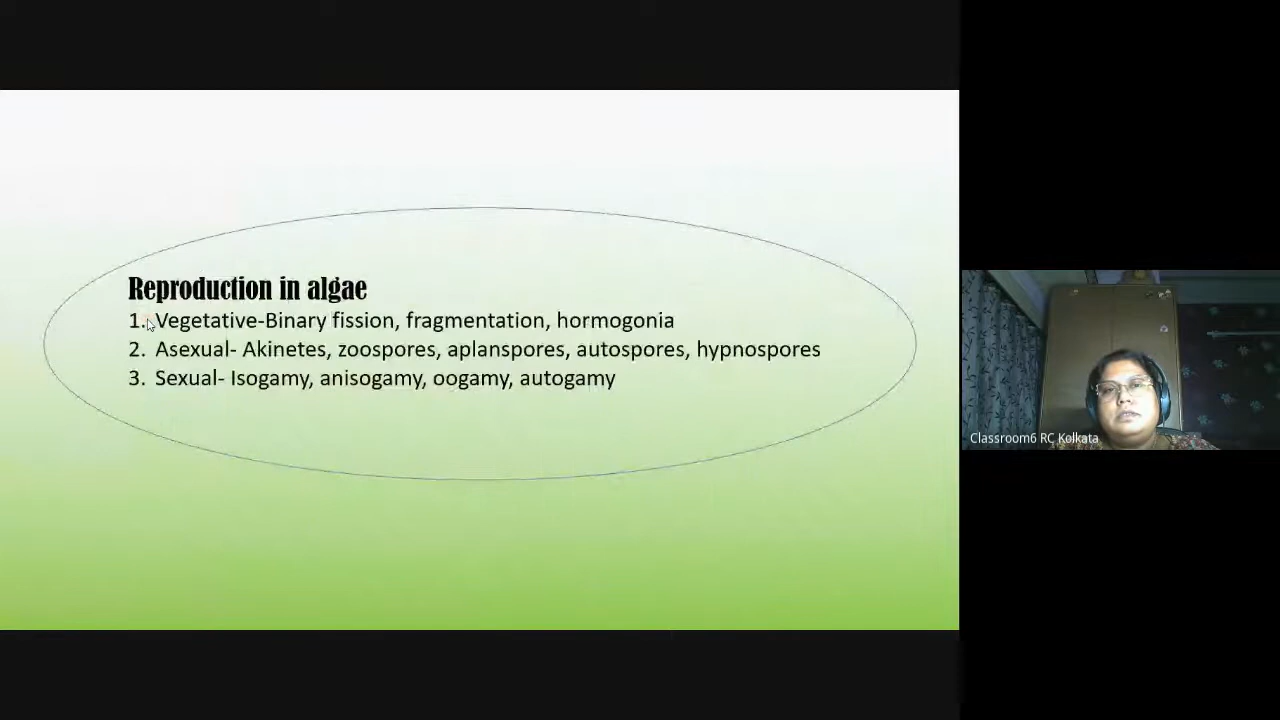 Reproduction in algae
1. Vegetative-Binary fission, fragmentation, hormogonia
2. Asexual- Akinetes, zoospores, aplanspores, autospores, hypnospores
3. Sexual- Isogamy, anisogamy, oogamy, autogamy
Classroom6 RC Kolkata